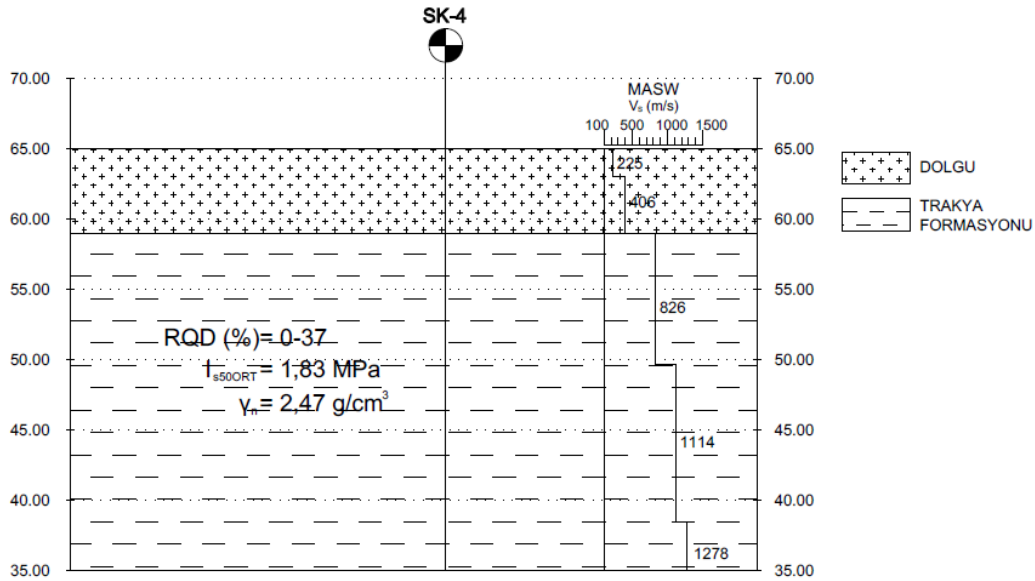 SK-4
MASW
Vₛ (m/s)
100 500 1000 1500
70.00 70.00
65.00 65.00
225
406
60.00 60.00
55.00 55.00
826
50.00 50.00
RQD (%)= 0-37
Iₛ₅₀ORT= 1,83 MPa
γₙ= 2,47 g/cm³
45.00 45.00
1114
40.00 40.00
1278
35.00 35.00
DOLGU
TRAKYA
FORMASYONU